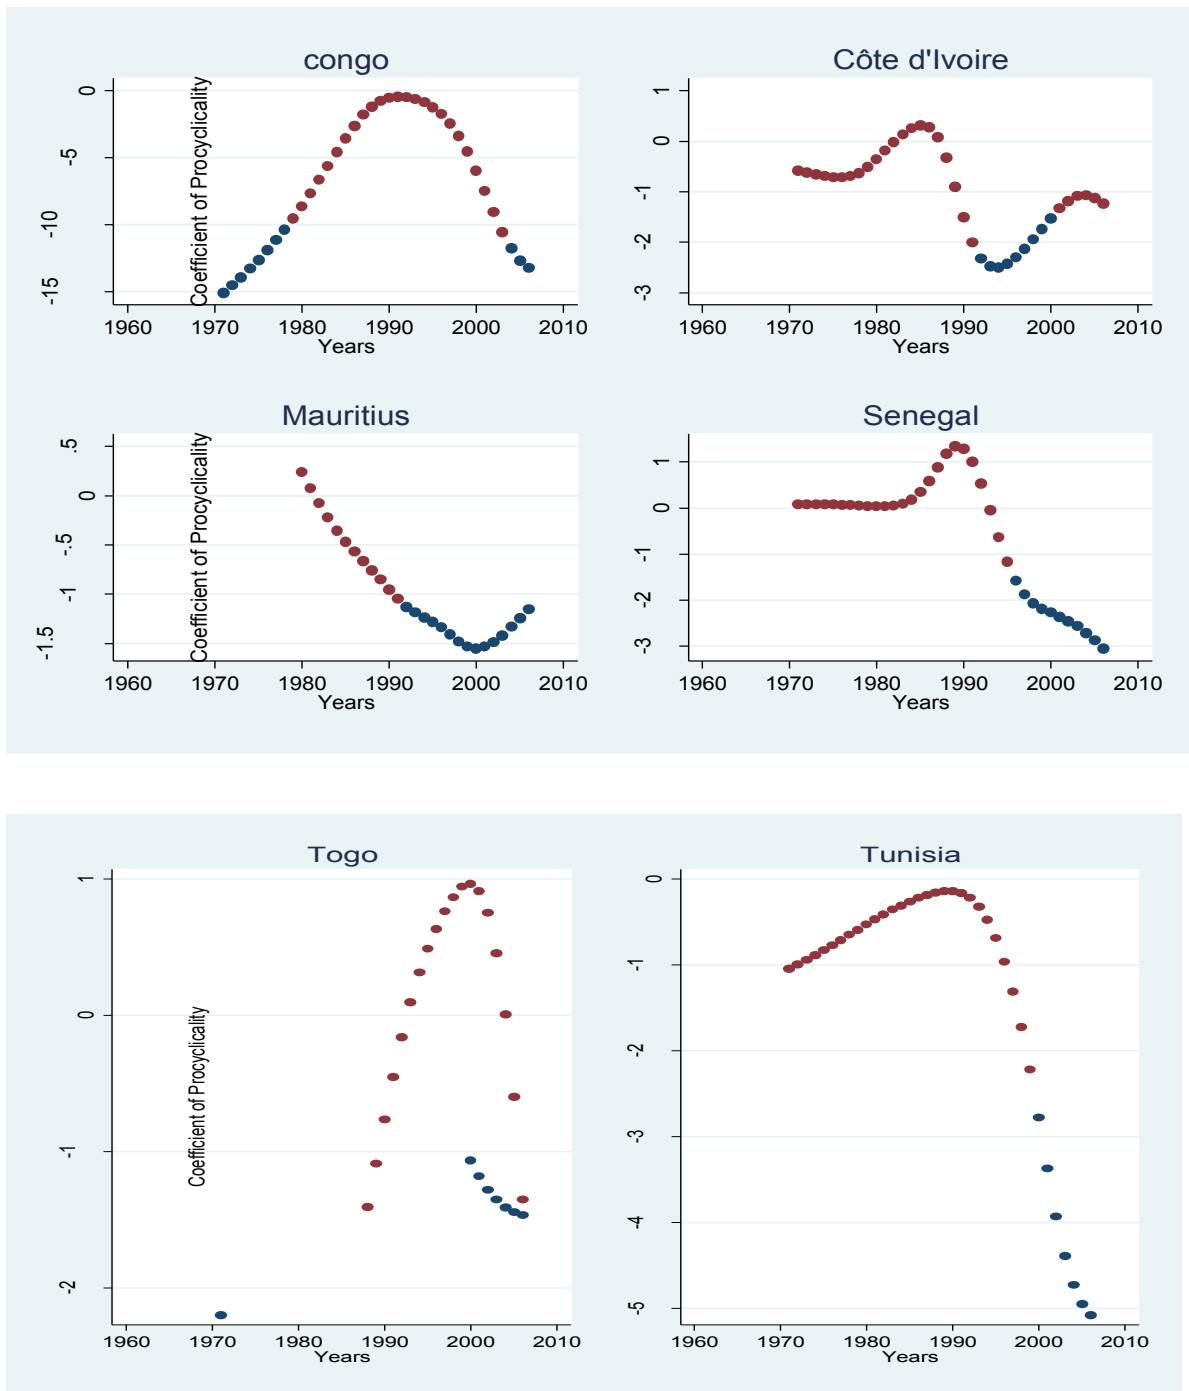 congo
Coefficient of Procyclicality
0
-5
-10
-15
1960 1970 1980 1990 2000 2010
Years
Côte d'Ivoire
1
0
-1
-2
-3
1960 1970 1980 1990 2000 2010
Years
Mauritius
Coefficient of Procyclicality
.5
0
-.5
-1
-1.5
1960 1970 1980 1990 2000 2010
Years
Senegal
1
0
-1
-2
-3
1960 1970 1980 1990 2000 2010
Years
Togo
Coefficient of Procyclicality
1
0
-1
-2
1960 1970 1980 1990 2000 2010
Years
Tunisia
0
-1
-2
-3
-4
-5
1960 1970 1980 1990 2000 2010
Years